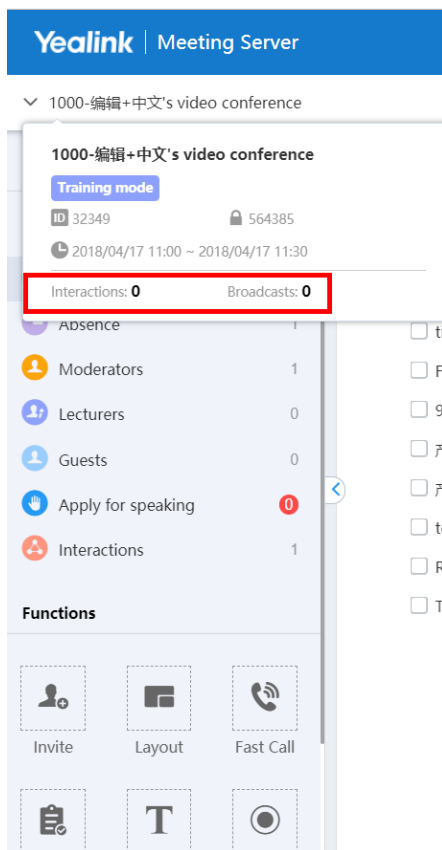 Yealink | Meeting Server
1000-编辑+中文's video conference
1000-编辑+中文's video conference
Training mode
ID 32349 564385
2018/04/17 11:00 ~ 2018/04/17 11:30
Interactions: 0 Broadcasts: 0
Absence 1
Moderators 1
Lecturers 0
Guests 0
Apply for speaking 0
Interactions 1
Functions
Invite Layout Fast Call
T